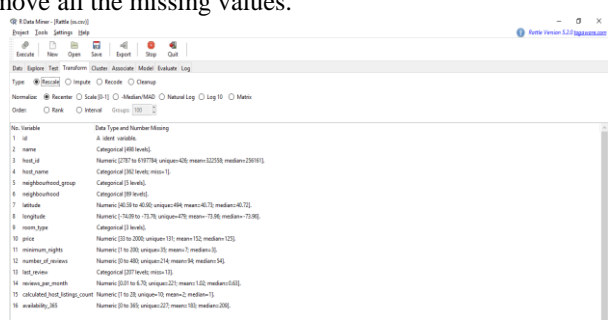 move all the missing values.
R Data Miner - [Rattle (ns.csv)]
Project Tools Settings Help
Rattle Version 5.2.0 togaware.com
Execute New Open Save Export Stop Quit
Data Explore Test Transform Cluster Associate Model Evaluate Log
Type: Rescale Impute Recode Cleanup
Normalize: Recenter Scale [0-1] -Median/MAD Natural Log Log 10 Matrix
Order: Rank Interval Groups: 100
No. Variable Data Type and Number Missing
1 id A ident variable.
2 name Categorical [498 levels].
3 host_id Numeric [2787 to 6197784; unique=426; mean=322558; median=256161].
4 host_name Categorical [362 levels; miss=1].
5 neighbourhood_group Categorical [5 levels].
6 neighbourhood Categorical [99 levels].
7 latitude Numeric [40.59 to 40.90; unique=494; mean=40.73; median=40.72].
8 longitude Numeric [-74.09 to -73.76; unique=479; mean=-73.96; median=-73.96].
9 room_type Categorical [3 levels].
10 price Numeric [33 to 2000; unique=131; mean=152; median=125].
11 minimum_nights Numeric [1 to 200; unique=35; mean=7; median=3].
12 number_of_reviews Numeric [0 to 480; unique=214; mean=94; median=54].
13 last_review Categorical [207 levels; miss=13].
14 reviews_per_month Numeric [0.01 to 6.70; unique=221; mean=1.02; median=0.63].
15 calculated_host_listings_count Numeric [1 to 28; unique=10; mean=2; median=1].
16 availability_365 Numeric [0 to 365; unique=227; mean=183; median=208].